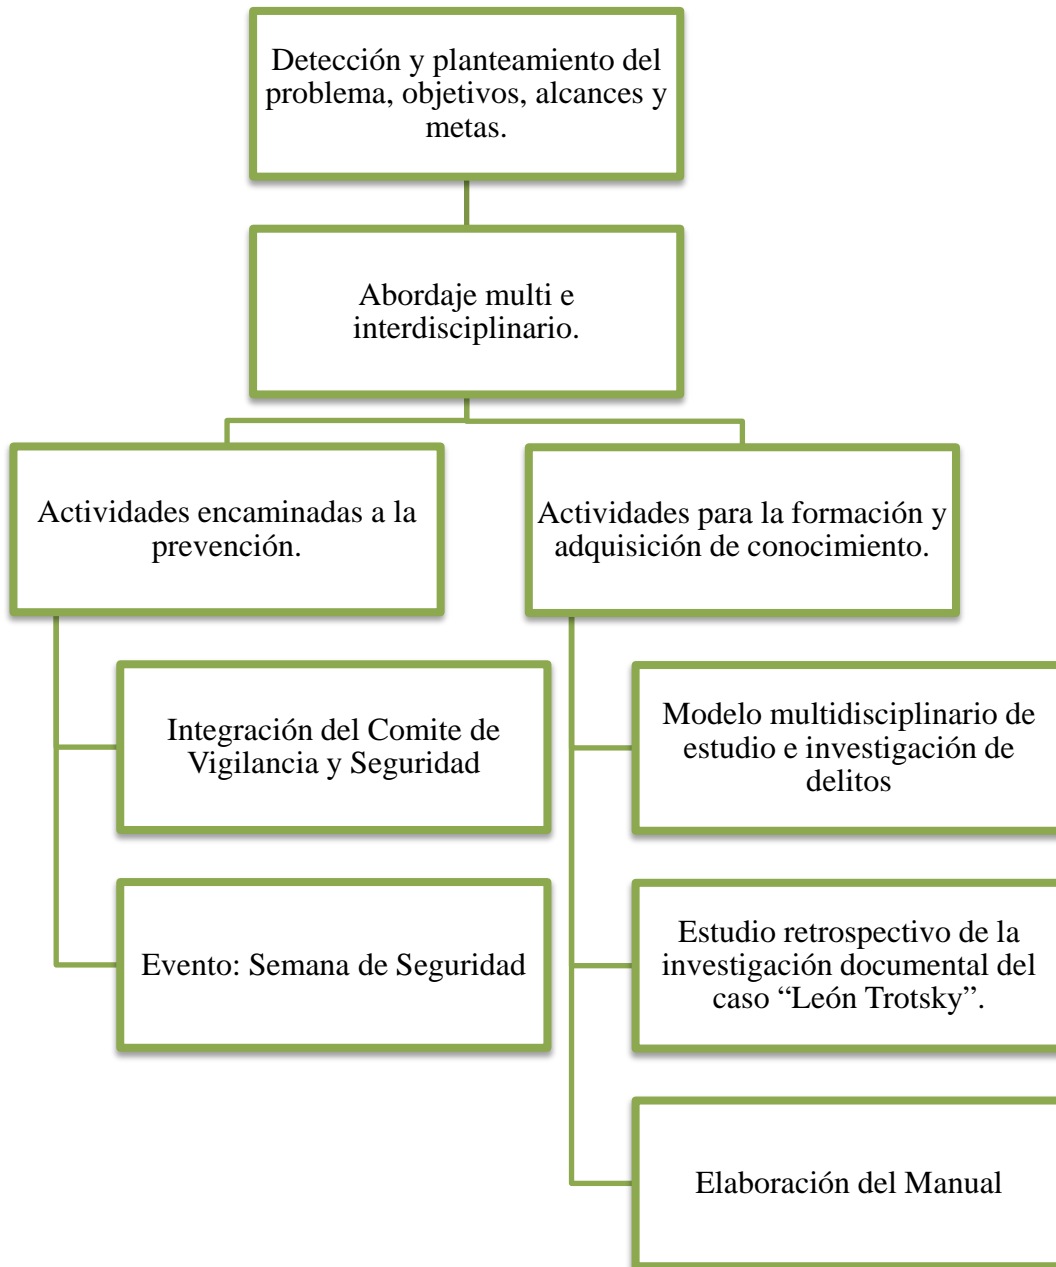 Detección y planteamiento del
problema, objetivos, alcances y
metas.
Abordaje multi e
interdisciplinario.
Actividades encaminadas a la
prevención.
Actividades para la formación y
adquisición de conocimiento.
Integración del Comite de
Vigilancia y Seguridad
Modelo multidisciplinario de
estudio e investigación de
delitos
Evento: Semana de Seguridad
Estudio retrospectivo de la
investigación documental del
caso “León Trotsky”.
Elaboración del Manual